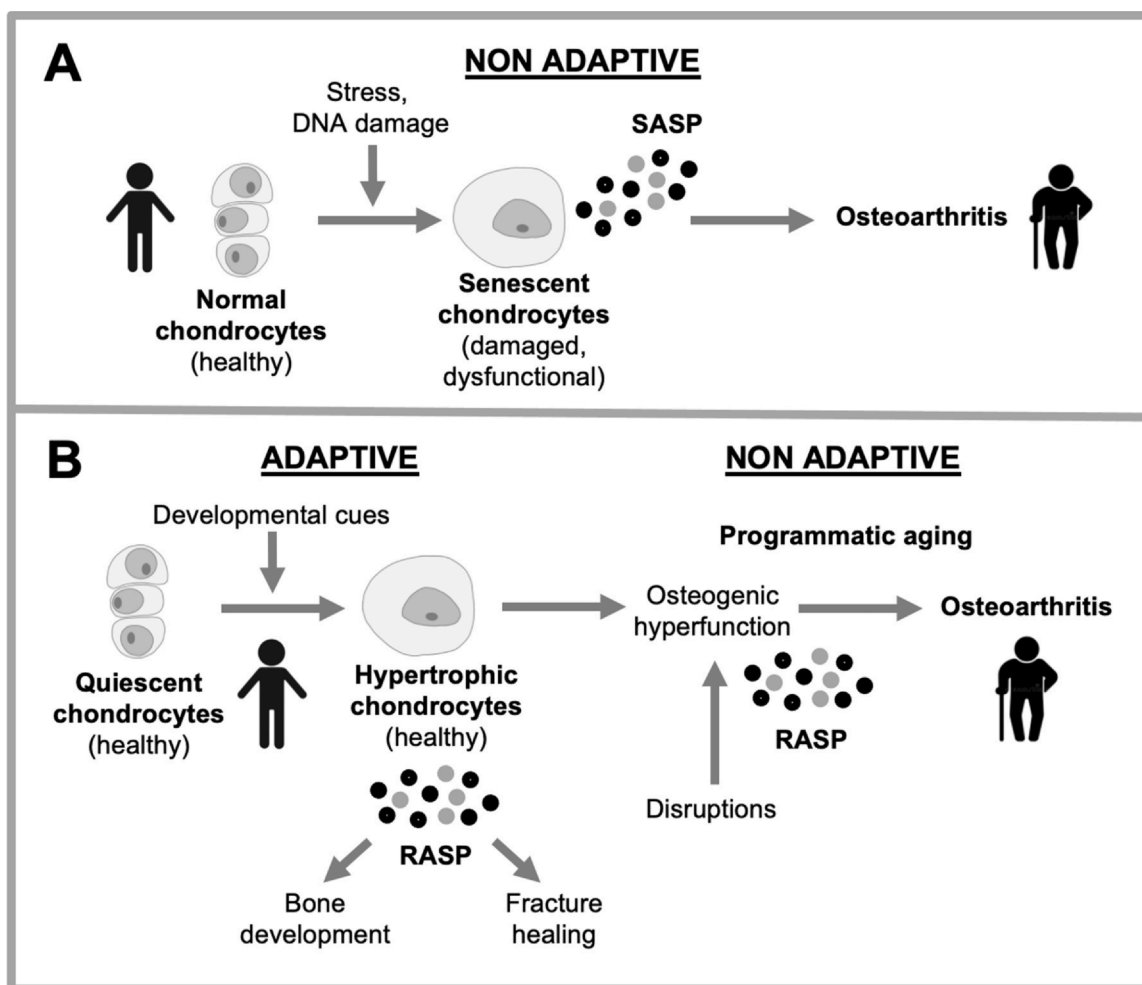 A
NON ADAPTIVE
Stress,
DNA damage
SASP
Osteoarthritis
Normal
chondrocytes
(healthy)
Senescent
chondrocytes
(damaged,
dysfunctional)
B
ADAPTIVE
NON ADAPTIVE
Developmental cues
Programmatic aging
Osteogenic
hyperfunction
Osteoarthritis
Quiescent
chondrocytes
(healthy)
Hypertrophic
chondrocytes
(healthy)
RASP
RASP
Disruptions
Bone
development
Fracture
healing